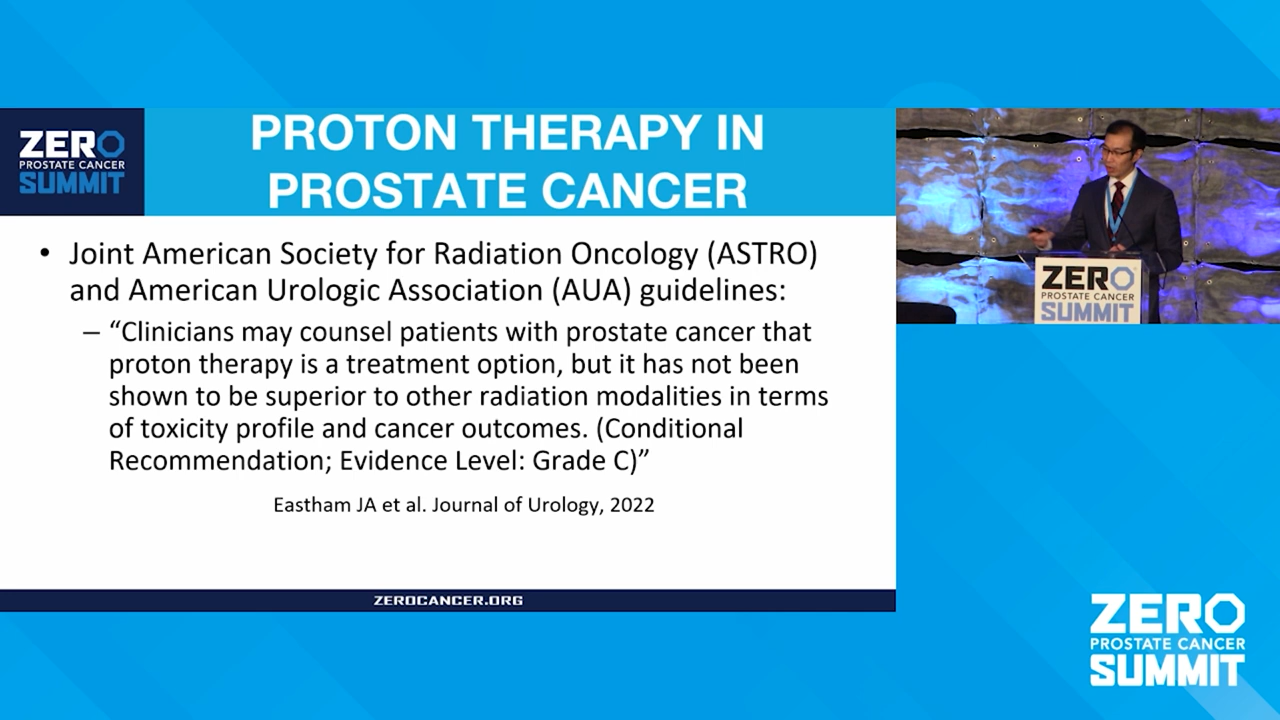 ZERO
PROSTATE CANCER
SUMMIT
PROTON THERAPY IN
PROSTATE CANCER
• Joint American Society for Radiation Oncology (ASTRO)
and American Urologic Association (AUA) guidelines:
– “Clinicians may counsel patients with prostate cancer that
proton therapy is a treatment option, but it has not been
shown to be superior to other radiation modalities in terms
of toxicity profile and cancer outcomes. (Conditional
Recommendation; Evidence Level: Grade C)”
Eastham JA et al. Journal of Urology, 2022
ZEROCANCER.ORG
ZERO
PROSTATE CANCER
SUMMIT
ZERO
PROSTATE CANCER
SUMMIT